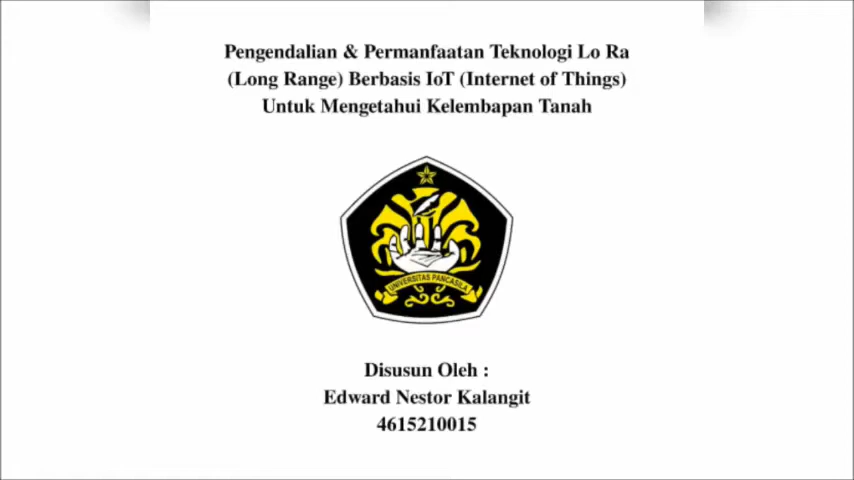 Pengendalian & Permanfaatan Teknologi Lo Ra
(Long Range) Berbasis IoT (Internet of Things)
Untuk Mengetahui Kelembapan Tanah
UNIVERSITAS PANCASILA
Disusun Oleh :
Edward Nestor Kalangit
4615210015